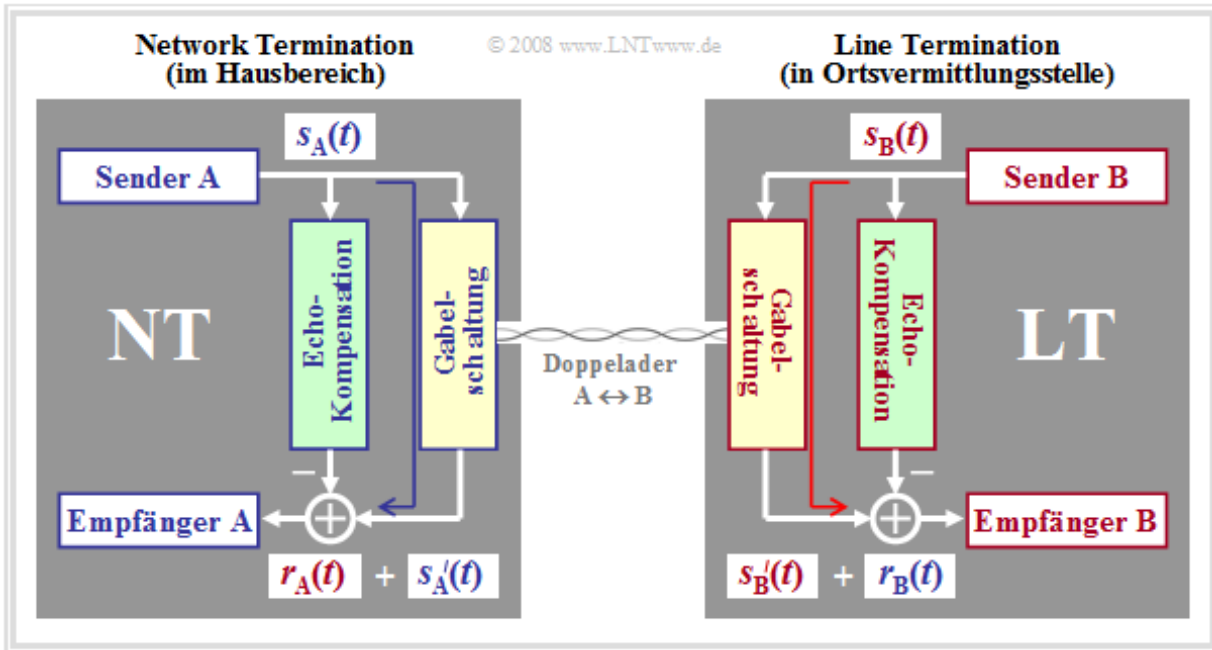 Network Termination
(im Hausbereich)
© 2008 www.LNTwww.de
Line Termination
(in Ortsvermittlungsstelle)
sA(t)
Sender A
NT
Echo-
Kompensation
Gabel-
schaltung
Doppelader
A ↔ B
–
+
Empfänger A
rA(t) + sA′(t)
sB(t)
Sender B
Gabel-
schaltung
Echo-
Kompensation
LT
–
+
Empfänger B
sB′(t) + rB(t)